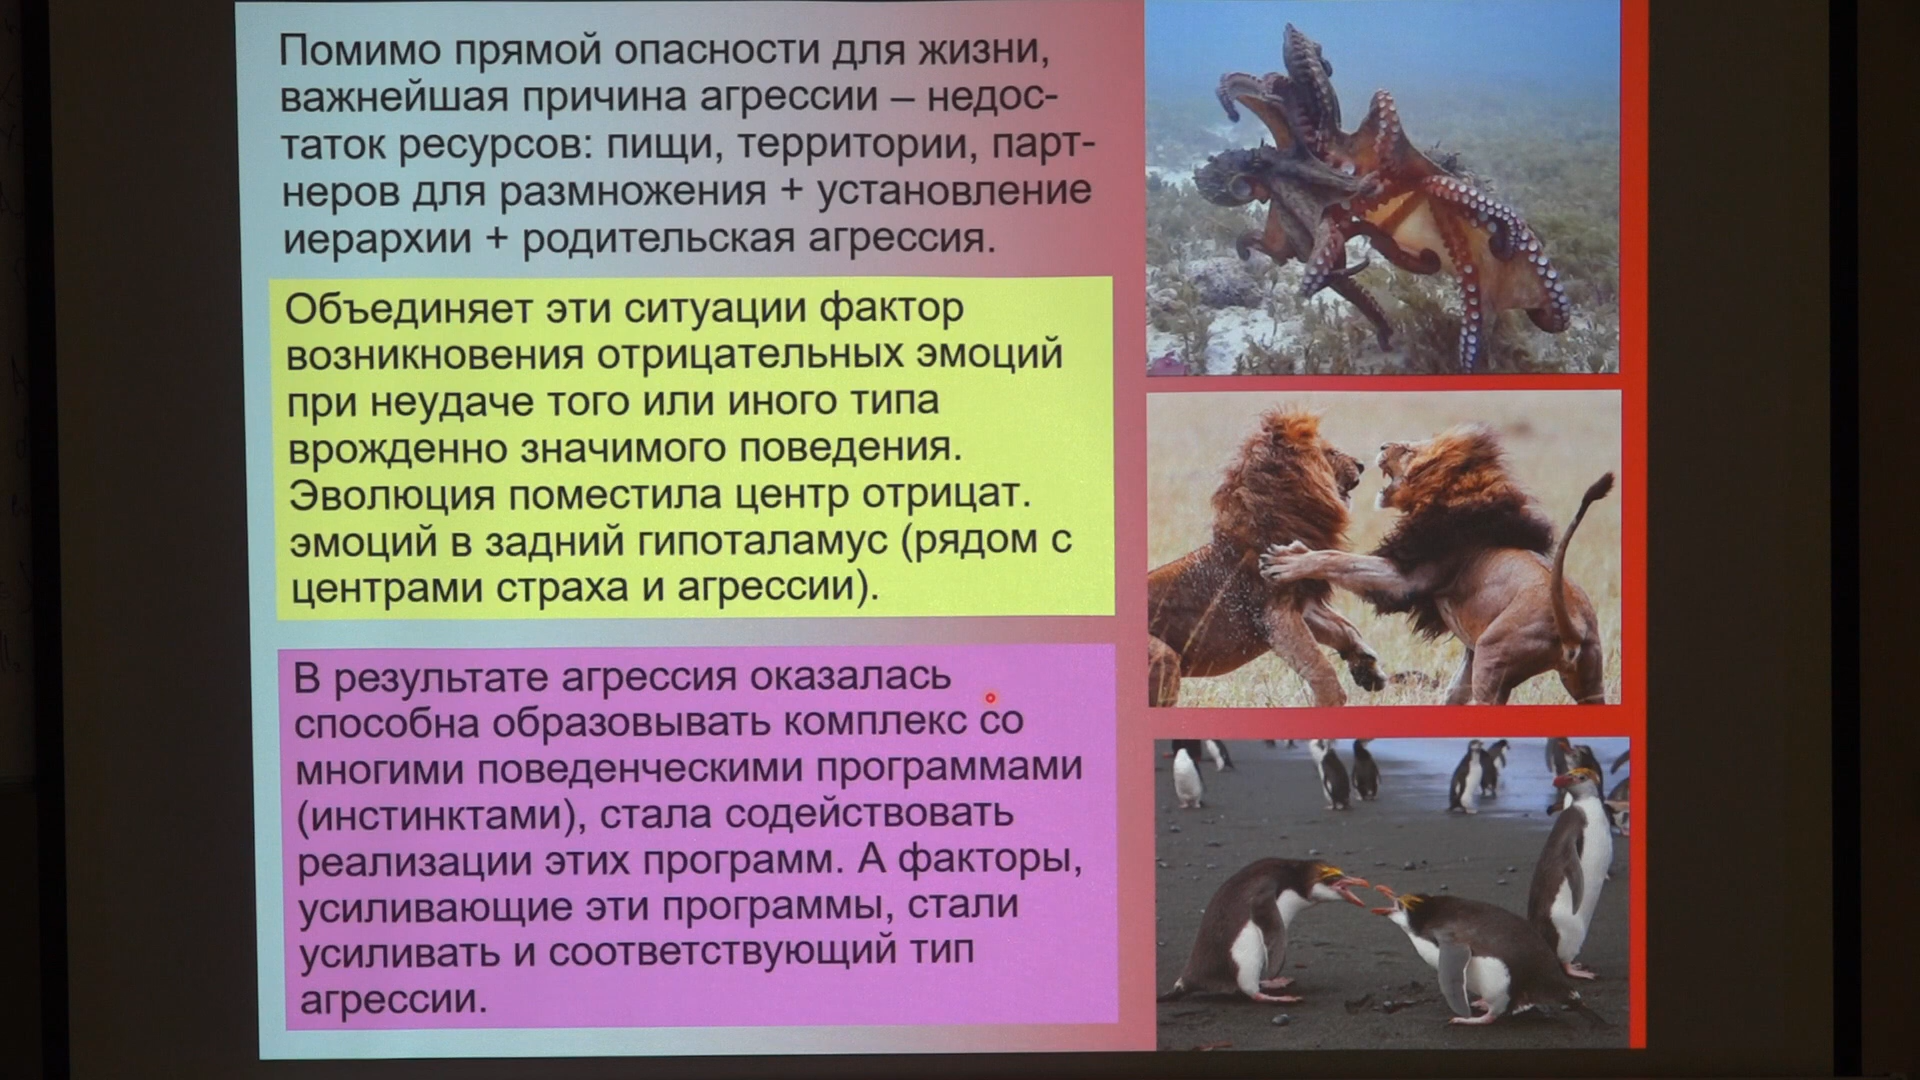 Помимо прямой опасности для жизни,
важнейшая причина агрессии – недос-
таток ресурсов: пищи, территории, парт-
неров для размножения + установление
иерархии + родительская агрессия.
Объединяет эти ситуации фактор
возникновения отрицательных эмоций
при неудаче того или иного типа
врожденно значимого поведения.
Эволюция поместила центр отрицат.
эмоций в задний гипоталамус (рядом с
центрами страха и агрессии).
В результате агрессия оказалась
способна образовывать комплекс со
многими поведенческими программами
(инстинктами), стала содействовать
реализации этих программ. А факторы,
усиливающие эти программы, стали
усиливать и соответствующий тип
агрессии.